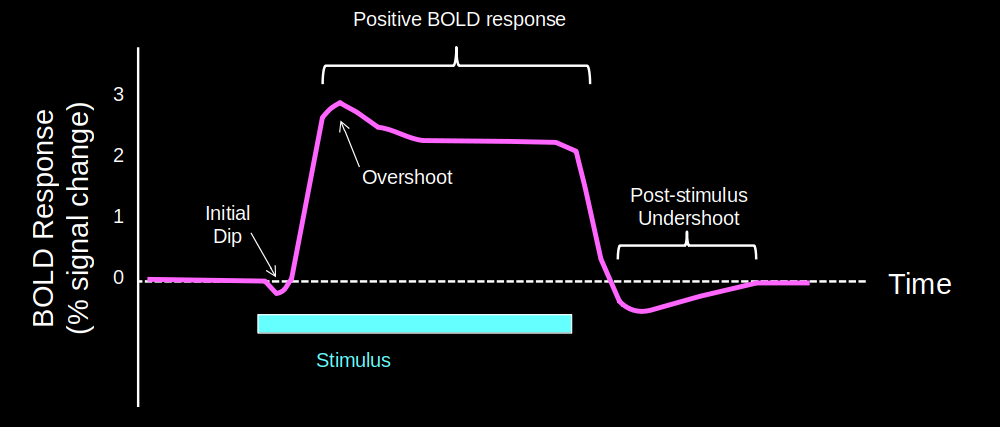 Positive BOLD response
3
2
1
0
BOLD Response
(% signal change)
Overshoot
Initial
Dip
Post-stimulus
Undershoot
Time
Stimulus